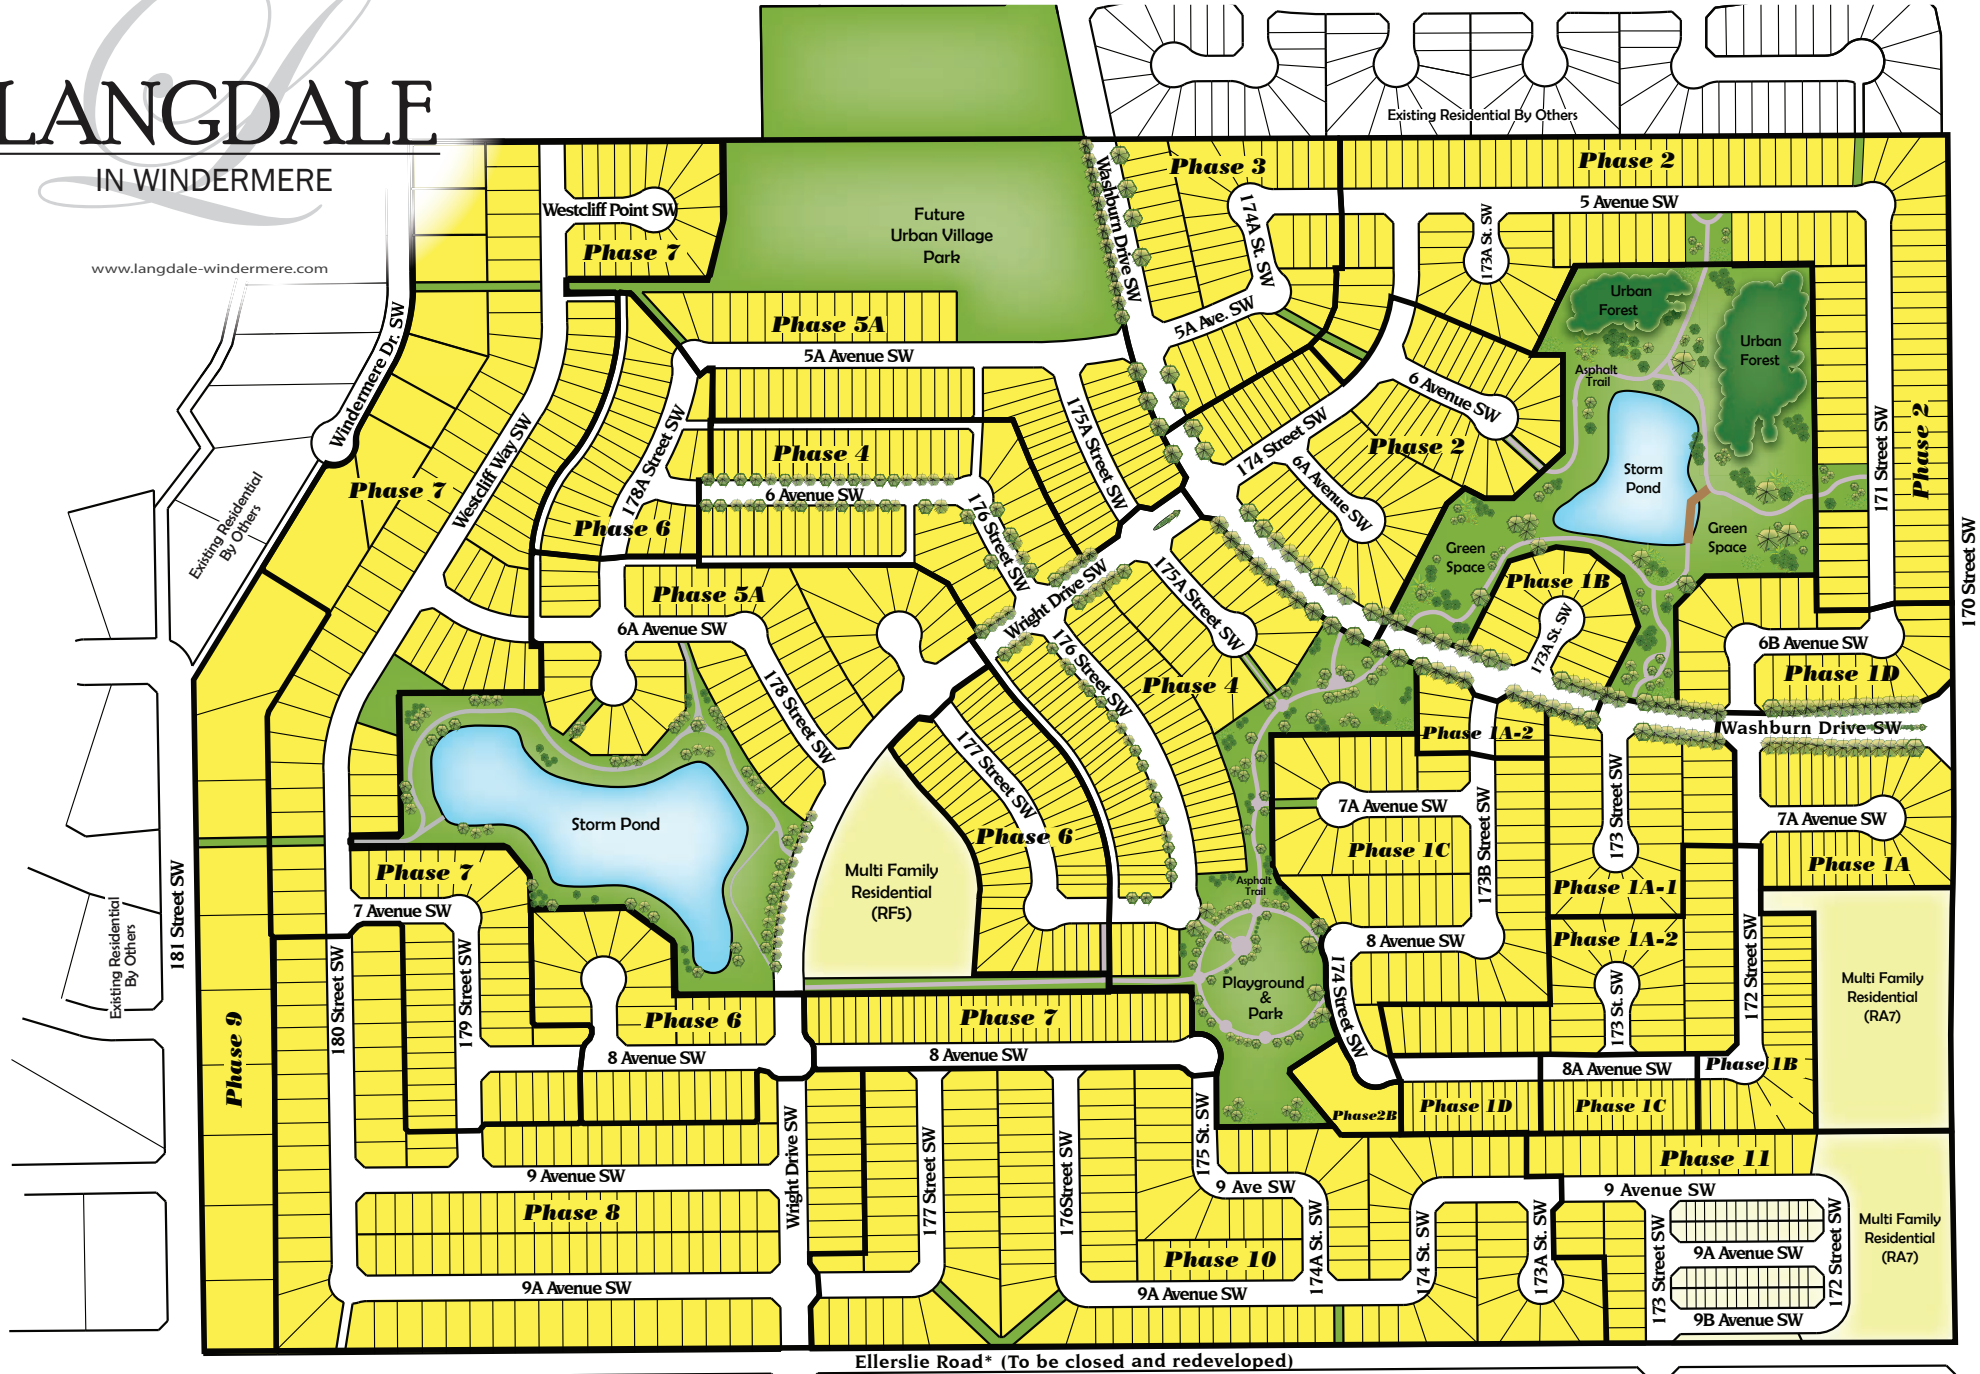 LANGDALE
IN WINDERMERE
www.langdale-windermere.com
Existing Residential By Others
Phase 3
Phase 2
Westcliff Point SW
Phase 7
Future
Urban Village
Park
Washburn Drive SW
174A St. SW
5 Avenue SW
173A St. SW
Urban
Forest
Urban
Forest
Windermere Dr. SW
Phase 5A
5A Avenue SW
5A Ave. SW
Asphalt
Trail
6 Avenue SW
Phase 2
174 Street SW
6A Avenue SW
175A Street SW
171 Street SW
Phase 2
Westcliff Way SW
178A Street SW
Phase 4
6 Avenue SW
176 Street SW
Phase 7
Phase 6
Existing Residential
By Others
Storm
Pond
Green
Space
Green
Space
170 Street SW
Phase 1B
173A St. SW
Phase 5A
6A Avenue SW
Wright Drive SW
175A Street SW
176 Street SW
Phase 4
178 Street SW
6B Avenue SW
Phase 1D
Washburn Drive SW
Phase 1A-2
177 Street SW
Storm Pond
Phase 6
7A Avenue SW
Phase 1C
173B Street SW
173 Street SW
7A Avenue SW
Phase 1A
Phase 1A-1
Multi Family
Residential
(RF5)
Asphalt
Trail
Phase 7
7 Avenue SW
181 Street SW
Existing Residential
By Others
180 Street SW
179 Street SW
8 Avenue SW
Phase 1A-2
172 Street SW
Playground
&
Park
174 Street SW
173 St. SW
Multi Family
Residential
(RA7)
Phase 9
Phase 6
Phase 7
8 Avenue SW
8 Avenue SW
8A Avenue SW
Phase 1B
Phase2B
Phase 1D
Phase 1C
Wright Drive SW
177 Street SW
176Street SW
175 St. SW
9 Avenue SW
9 Ave SW
Phase 11
9 Avenue SW
Phase 8
174A St. SW
174 St. SW
173A St. SW
173 Street SW
172 Street SW
Multi Family
Residential
(RA7)
Phase 10
9A Avenue SW
9A Avenue SW
9A Avenue SW
9B Avenue SW
Ellerslie Road* (To be closed and redeveloped)